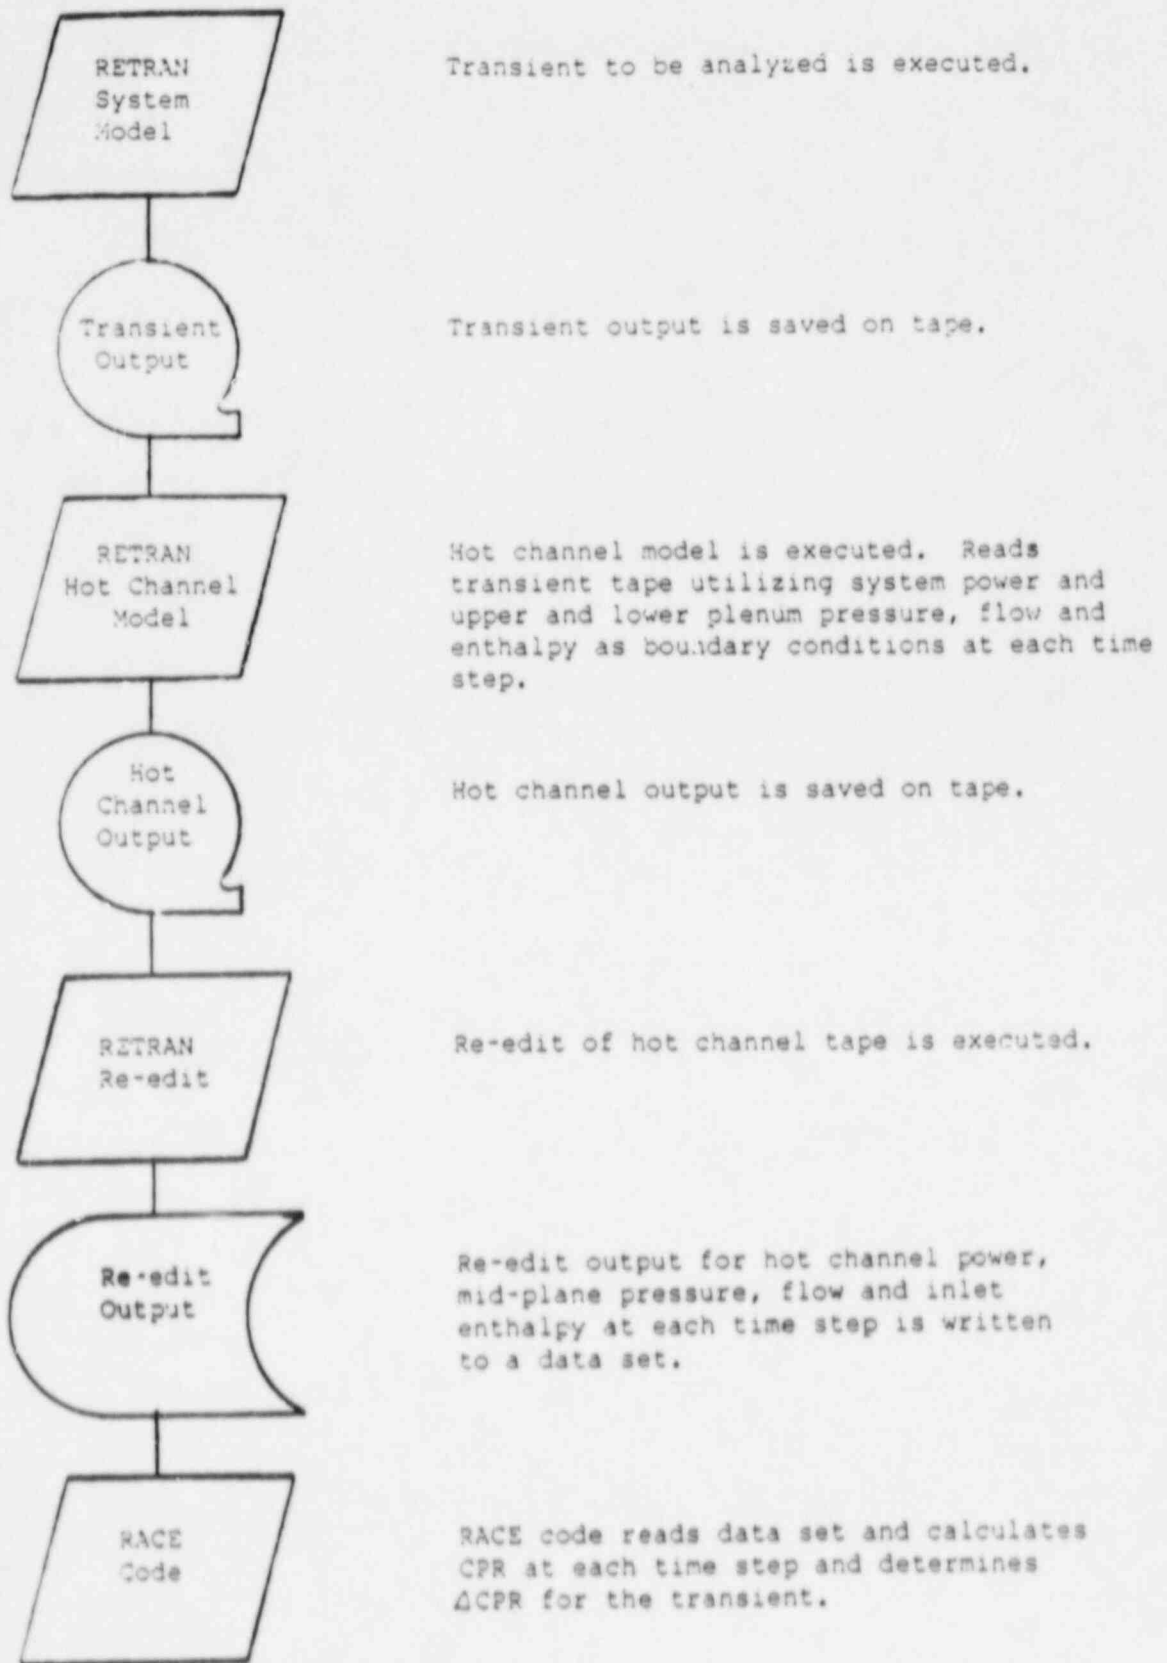 RETRAN
System
Model
Transient to be analyzed is executed.
Transient
Output
Transient output is saved on tape.
RETRAN
Hot Channel
Model
Hot channel model is executed. Reads
transient tape utilizing system power and
upper and lower plenum pressure, flow and
enthalpy as boundary conditions at each time
step.
Hot
Channel
Output
Hot channel output is saved on tape.
RETRAN
Re-edit
Re-edit of hot channel tape is executed.
Re-edit
Output
Re-edit output for hot channel power,
mid-plane pressure, flow and inlet
enthalpy at each time step is written
to a data set.
RACE
Code
RACE code reads data set and calculates
CPR at each time step and determines
ΔCPR for the transient.